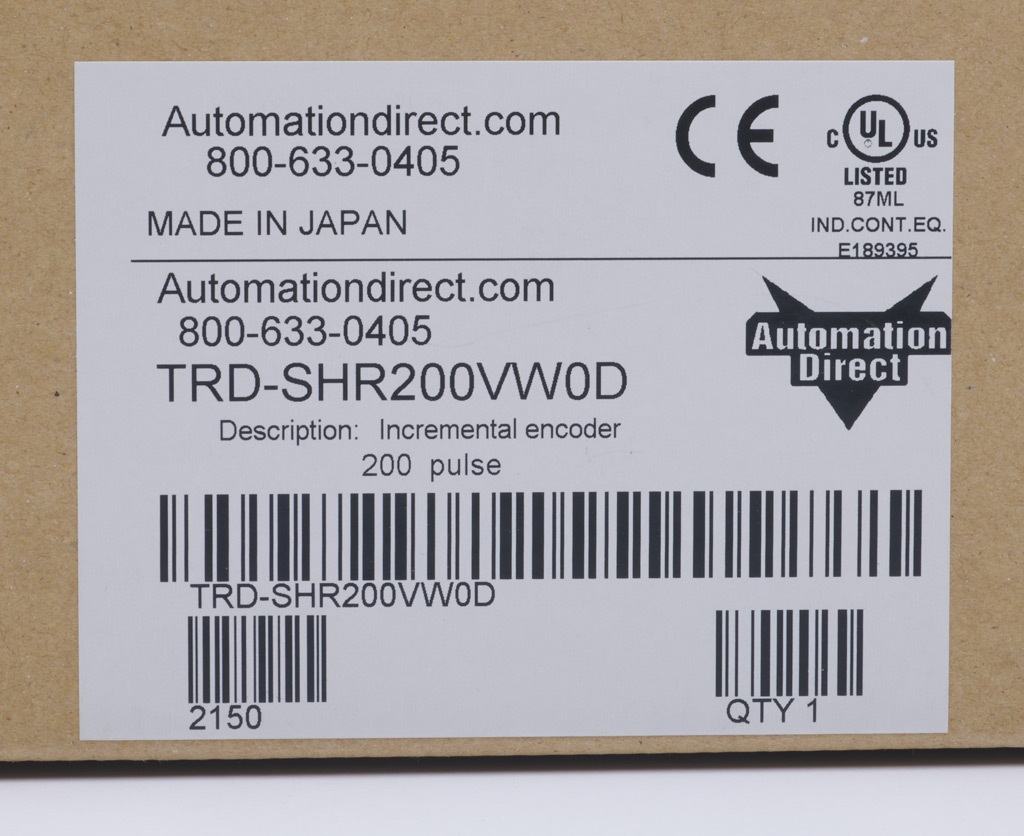 Automationdirect.com
800-633-0405
MADE IN JAPAN
CE
C UL US
LISTED
87ML
IND.CONT.EQ.
E189395
Automationdirect.com
800-633-0405
TRD-SHR200VW0D
Description: Incremental encoder
200 pulse
Automation
Direct
TRD-SHR200VW0D
2150
QTY 1